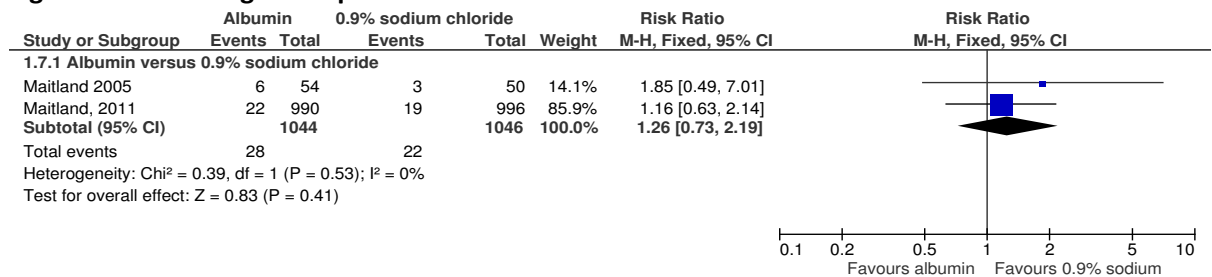 Albumin 0.9% sodium chloride Risk Ratio Risk Ratio
Study or Subgroup Events Total Events Total Weight M-H, Fixed, 95% CI M-H, Fixed, 95% CI
1.7.1 Albumin versus 0.9% sodium chloride
Maitland 2005 6 54 3 50 14.1% 1.85 [0.49, 7.01]
Maitland, 2011 22 990 19 996 85.9% 1.16 [0.63, 2.14]
Subtotal (95% CI) 1044 1046 100.0% 1.26 [0.73, 2.19]
Total events 28 22
Heterogeneity: Chi² = 0.39, df = 1 (P = 0.53); I² = 0%
Test for overall effect: Z = 0.83 (P = 0.41)
0.1 0.2 0.5 1 2 5 10
Favours albumin Favours 0.9% sodium